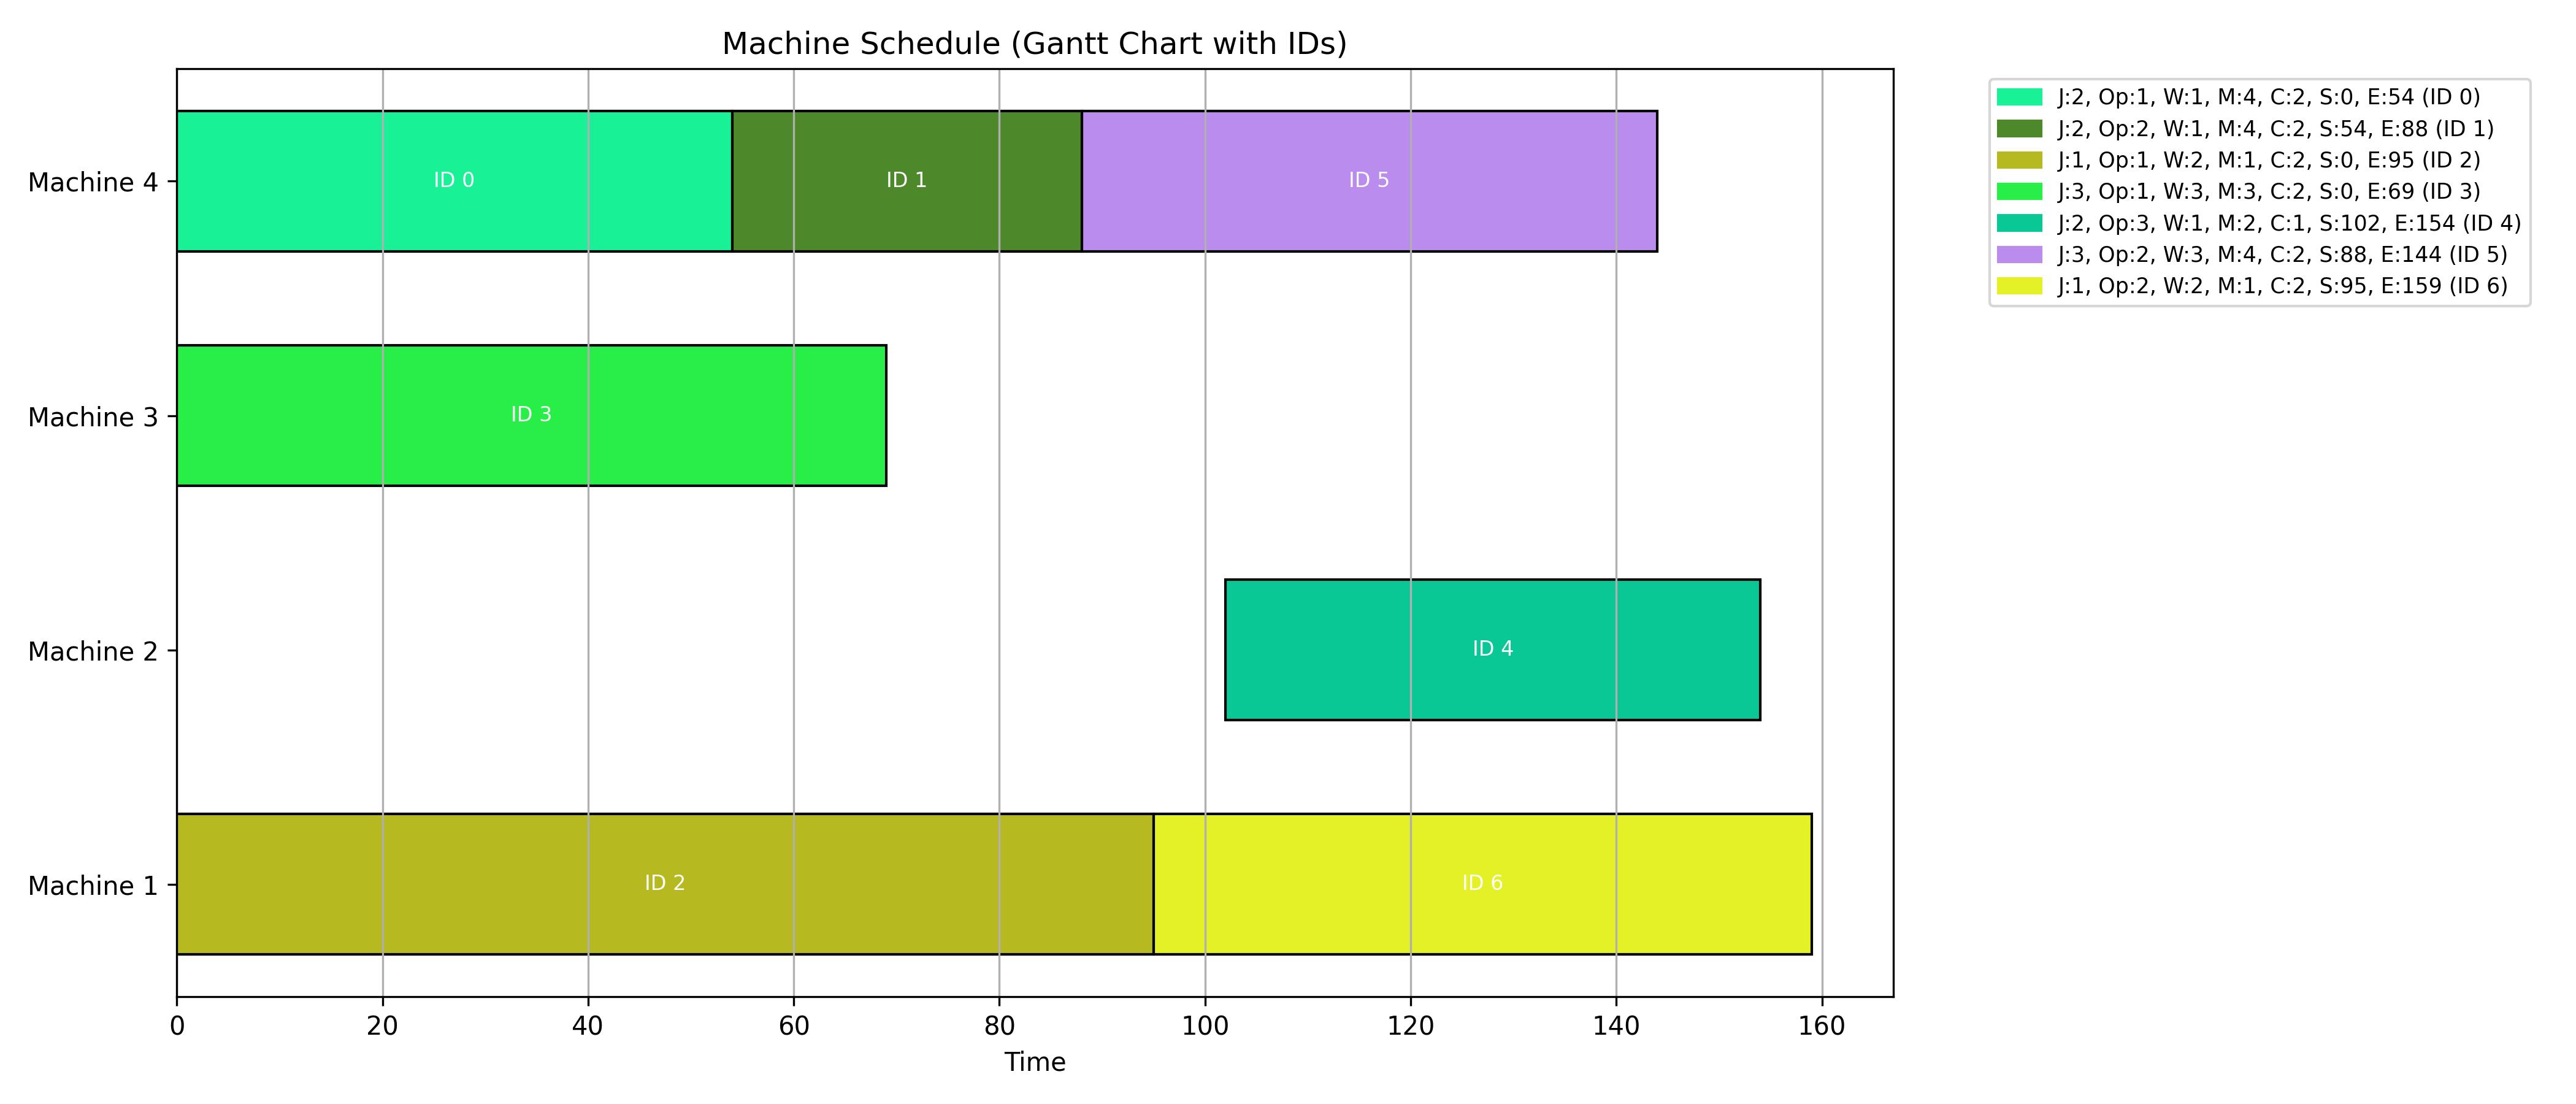 Machine Schedule (Gantt Chart with IDs)
J:2, Op:1, W:1, M:4, C:2, S:0, E:54 (ID 0)
J:2, Op:2, W:1, M:4, C:2, S:54, E:88 (ID 1)
J:1, Op:1, W:2, M:1, C:2, S:0, E:95 (ID 2)
J:3, Op:1, W:3, M:3, C:2, S:0, E:69 (ID 3)
J:2, Op:3, W:1, M:2, C:1, S:102, E:154 (ID 4)
J:3, Op:2, W:3, M:4, C:2, S:88, E:144 (ID 5)
J:1, Op:2, W:2, M:1, C:2, S:95, E:159 (ID 6)
Machine 4
ID 0
ID 1
ID 5
Machine 3
ID 3
Machine 2
ID 4
Machine 1
ID 2
ID 6
0 20 40 60 80 100 120 140 160
Time